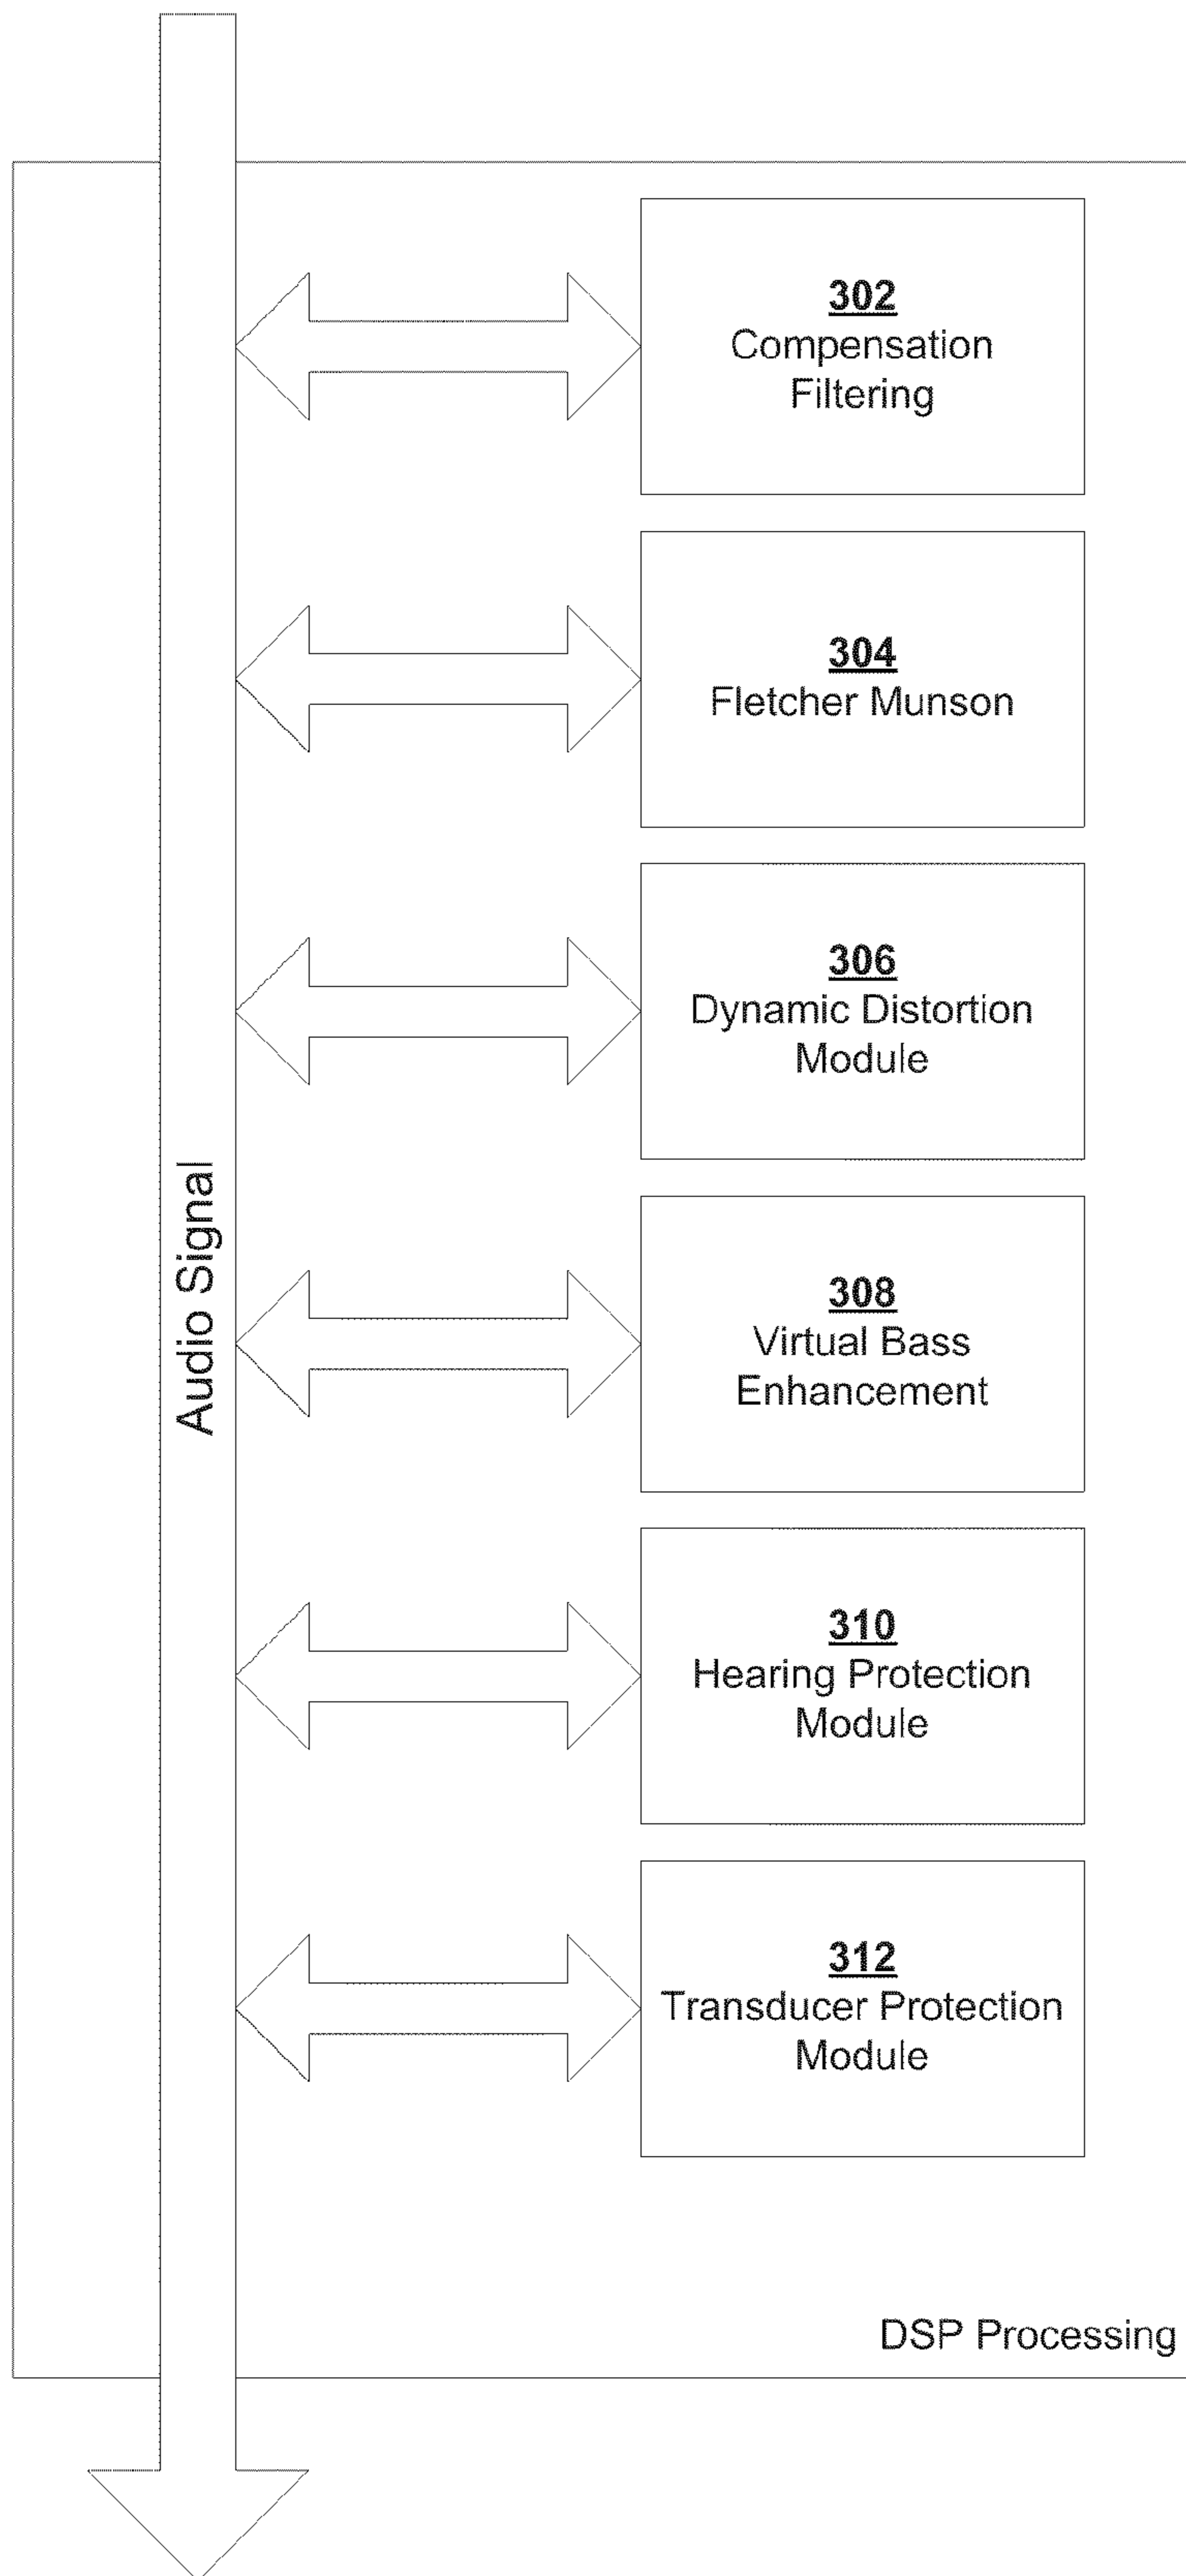 302
Compensation
Filtering
304
Fletcher Munson
306
Dynamic Distortion
Module
Audio Signal
308
Virtual Bass
Enhancement
310
Hearing Protection
Module
312
Transducer Protection
Module
DSP Processing